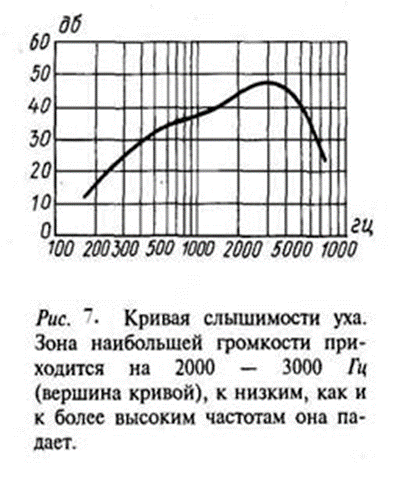 дб
60
50
40
30
20
10
0
гц
100 200 300 500 1000 2000 5000 1000
Рис. 7. Кривая слышимости уха.
Зона наибольшей громкости при-
ходится на 2000 — 3000 Гц
(вершина кривой), к низким, как и
к более высоким частотам она па-
дает.